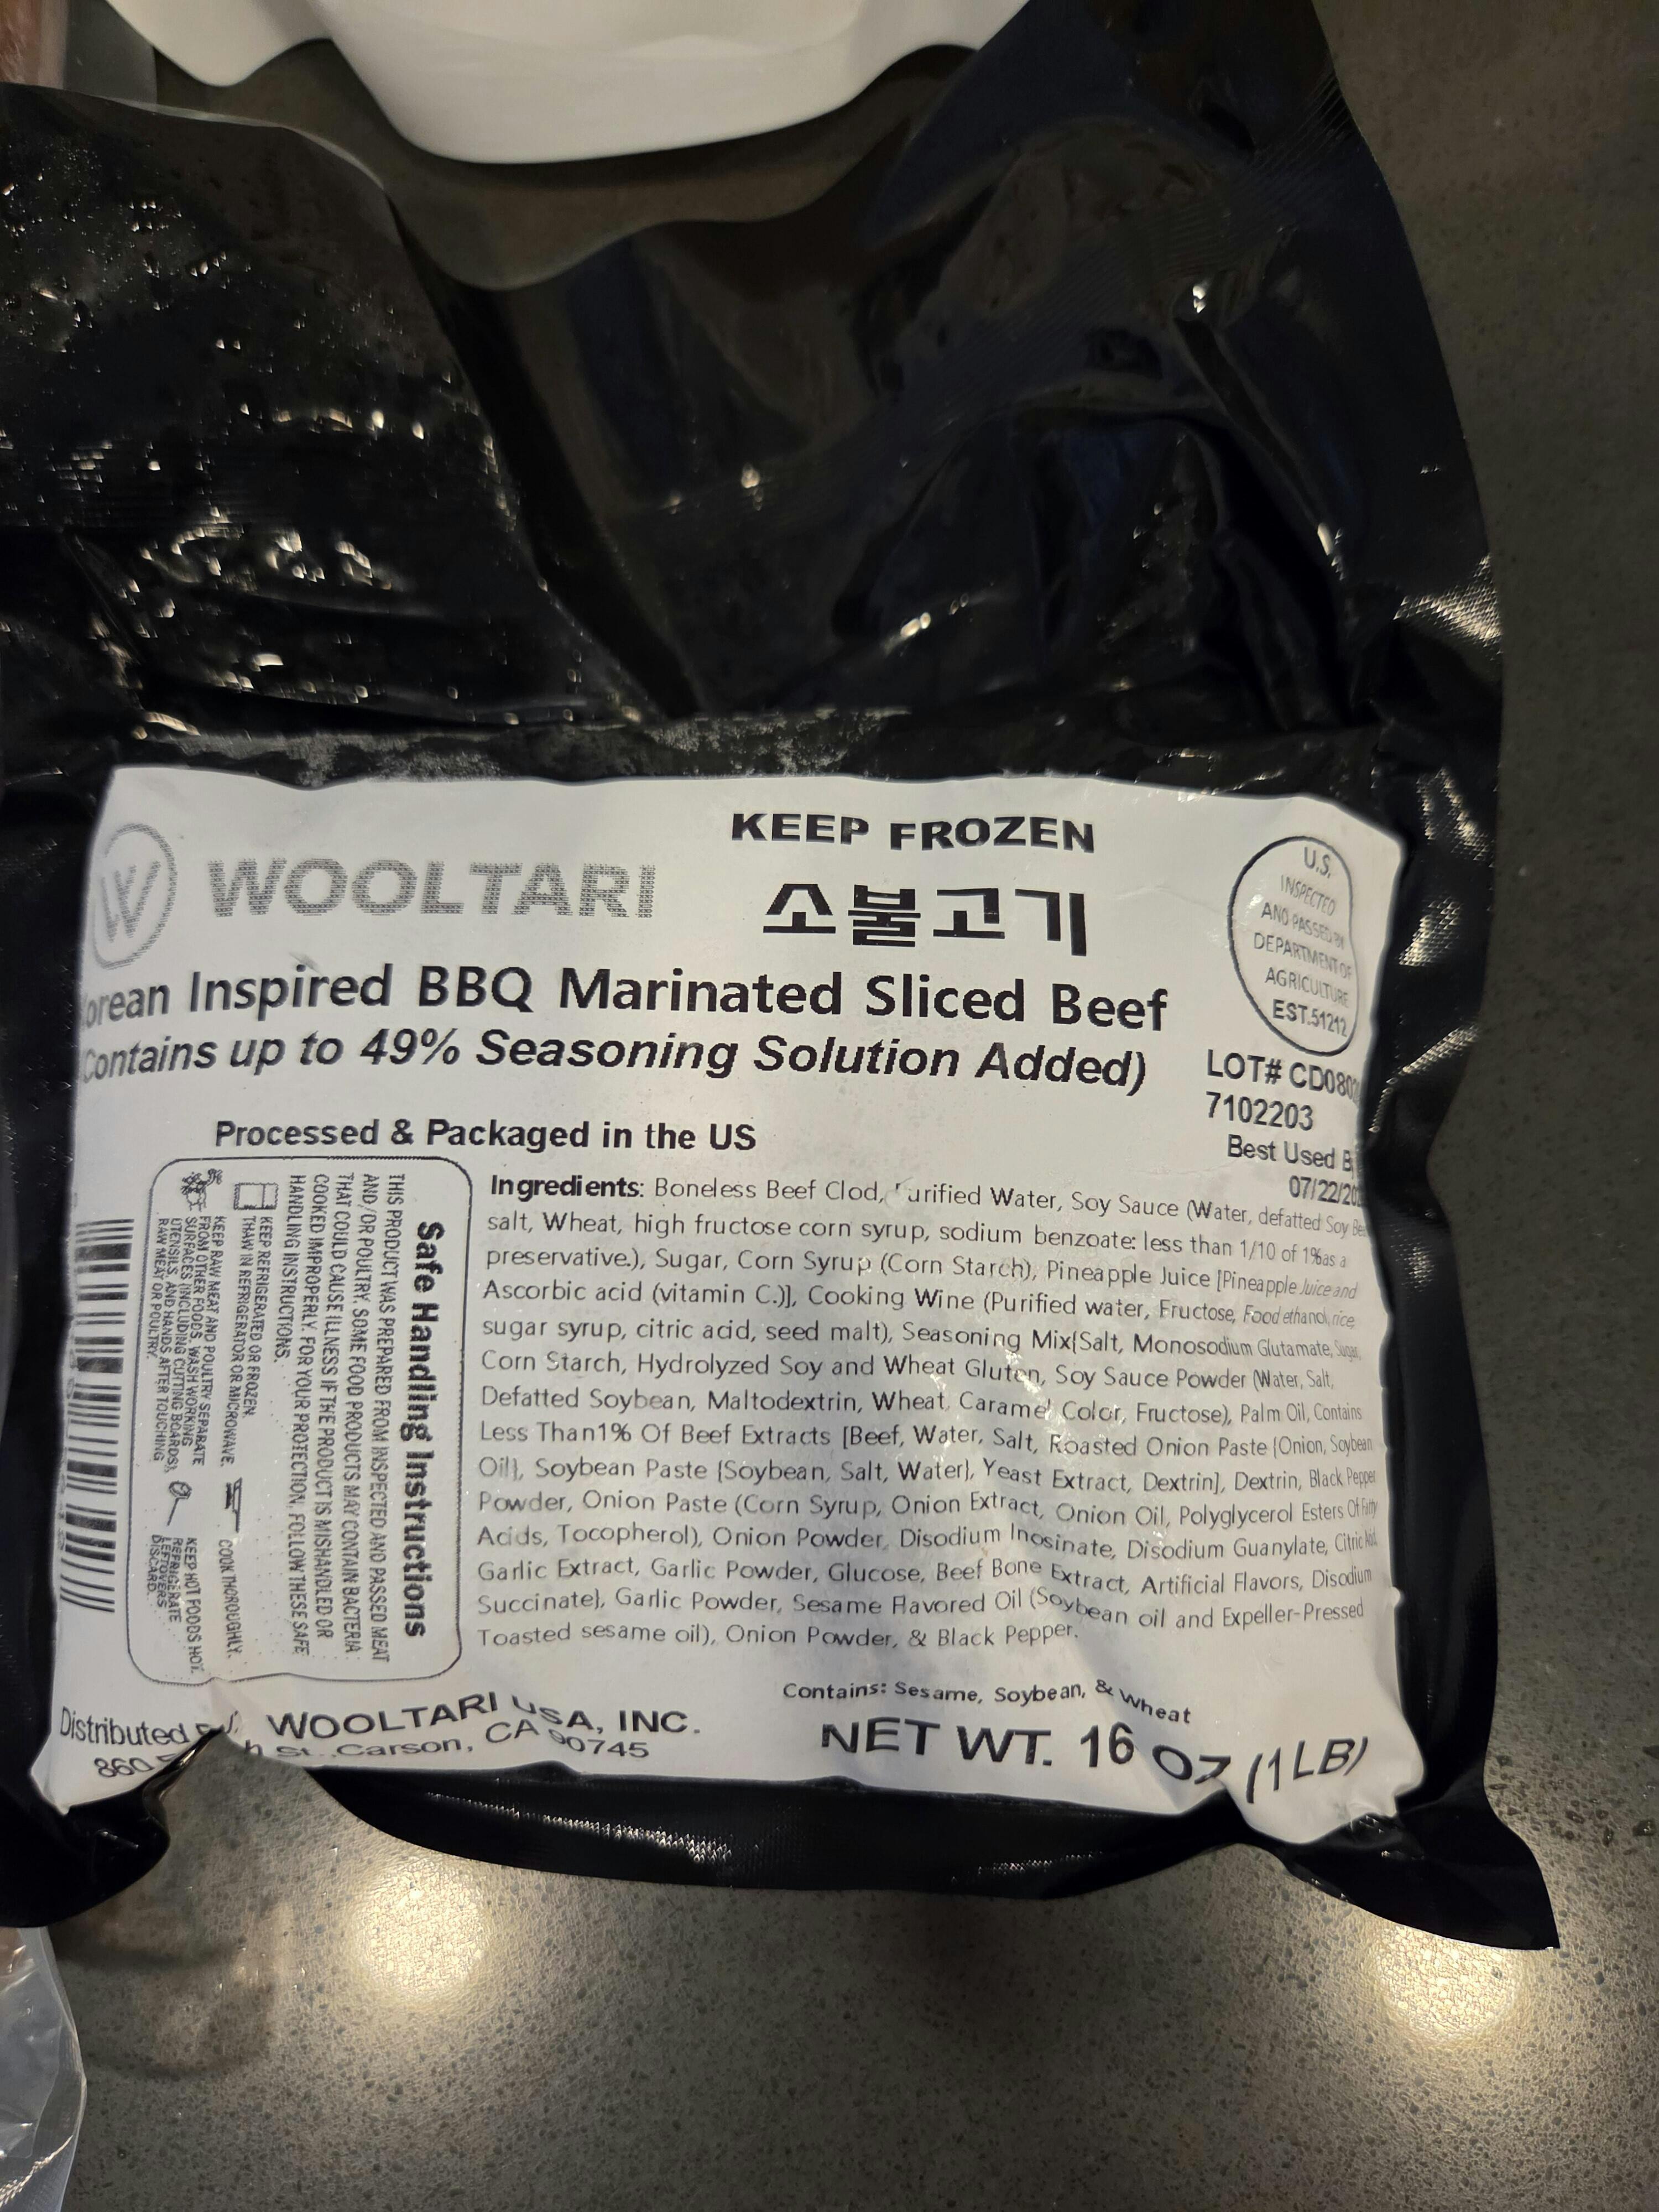 KEEP FROZEN
W WOOLTARI
소불고기
orean Inspired BBQ Marinated Sliced Beef
Contains up to 49% Seasoning Solution Added)
U.S.
INSPECTED
AND PASSED BY
DEPARTMENT OF
AGRICULTURE
EST.51212
LOT# CD080
7102203
Best Used B
07/22/20
Processed & Packaged in the US
Safe Handling Instructions
THIS PRODUCT WAS PREPARED FROM INSPECTED AND PASSED MEAT
AND/OR POULTRY. SOME FOOD PRODUCTS MAY CONTAIN BACTERIA
THAT COULD CAUSE ILLNESS IF THE PRODUCT IS MISHANDLED OR
COOKED IMPROPERLY. FOR YOUR PROTECTION, FOLLOW THESE SAFE
HANDLING INSTRUCTIONS.
KEEP REFRIGERATED OR FROZEN.
THAW IN REFRIGERATOR OR MICROWAVE.
COOK THOROUGHLY.
KEEP RAW MEAT AND POULTRY SEPARATE
FROM OTHER FOODS. WASH WORKING
SURFACES (INCLUDING CUTTING BOARDS),
UTENSILS, AND HANDS AFTER TOUCHING
RAW MEAT OR POULTRY.
KEEP HOT FOODS HOT.
REFRIGERATE
LEFTOVERS
DISCARD.
Ingredients: Boneless Beef Clod, urified Water, Soy Sauce (Water, defatted Soy Be
salt, Wheat, high fructose corn syrup, sodium benzoate: less than 1/10 of 1%as a
preservative.), Sugar, Corn Syrup (Corn Starch), Pineapple Juice [Pineapple Juice and
Ascorbic acid (vitamin C.)], Cooking Wine (Purified water, Fructose, Food ethanol, rice,
sugar syrup, citric acid, seed malt), Seasoning Mix{Salt, Monosodium Glutamate, Sugar,
Corn Starch, Hydrolyzed Soy and Wheat Gluten, Soy Sauce Powder (Water, Salt,
Defatted Soybean, Maltodextrin, Wheat, Caramel Color, Fructose), Palm Oil, Contains
Less Than1% Of Beef Extracts [Beef, Water, Salt, Roasted Onion Paste {Onion, Soybean
Oil}, Soybean Paste {Soybean, Salt, Water}, Yeast Extract, Dextrin], Dextrin, Black Pepper
Powder, Onion Paste (Corn Syrup, Onion Extract, Onion Oil, Polyglycerol Esters Of Fatty
Acids, Tocopherol), Onion Powder, Disodium Inosinate, Disodium Guanylate, Citric Acid,
Garlic Extract, Garlic Powder, Glucose, Beef Bone Extract, Artificial Flavors, Disodium
Succinate}, Garlic Powder, Sesame Flavored Oil (Soybean oil and Expeller-Pressed
Toasted sesame oil), Onion Powder, & Black Pepper.
Contains: Sesame, Soybean, & Wheat
NET WT. 16 OZ (1LB)
Distributed WOOLTARI USA, INC.
860 St., Carson, CA 90745